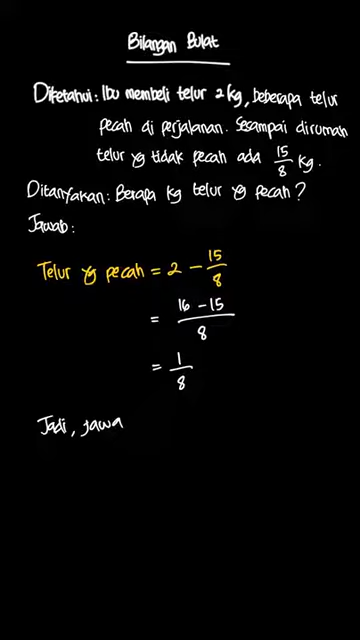 Bilangan Bulat
Diketahui: Ibu membeli telur 2 kg, beberapa telur
pecah di perjalanan. Sesampai dirumah
telur yg tidak pecah ada 15/8 kg.
Ditanyakan: Berapa kg telur yg pecah?
Jawab:
Telur yg pecah = 2 - 15/8
= 16 - 15/8
= 1/8
Jadi, jawa